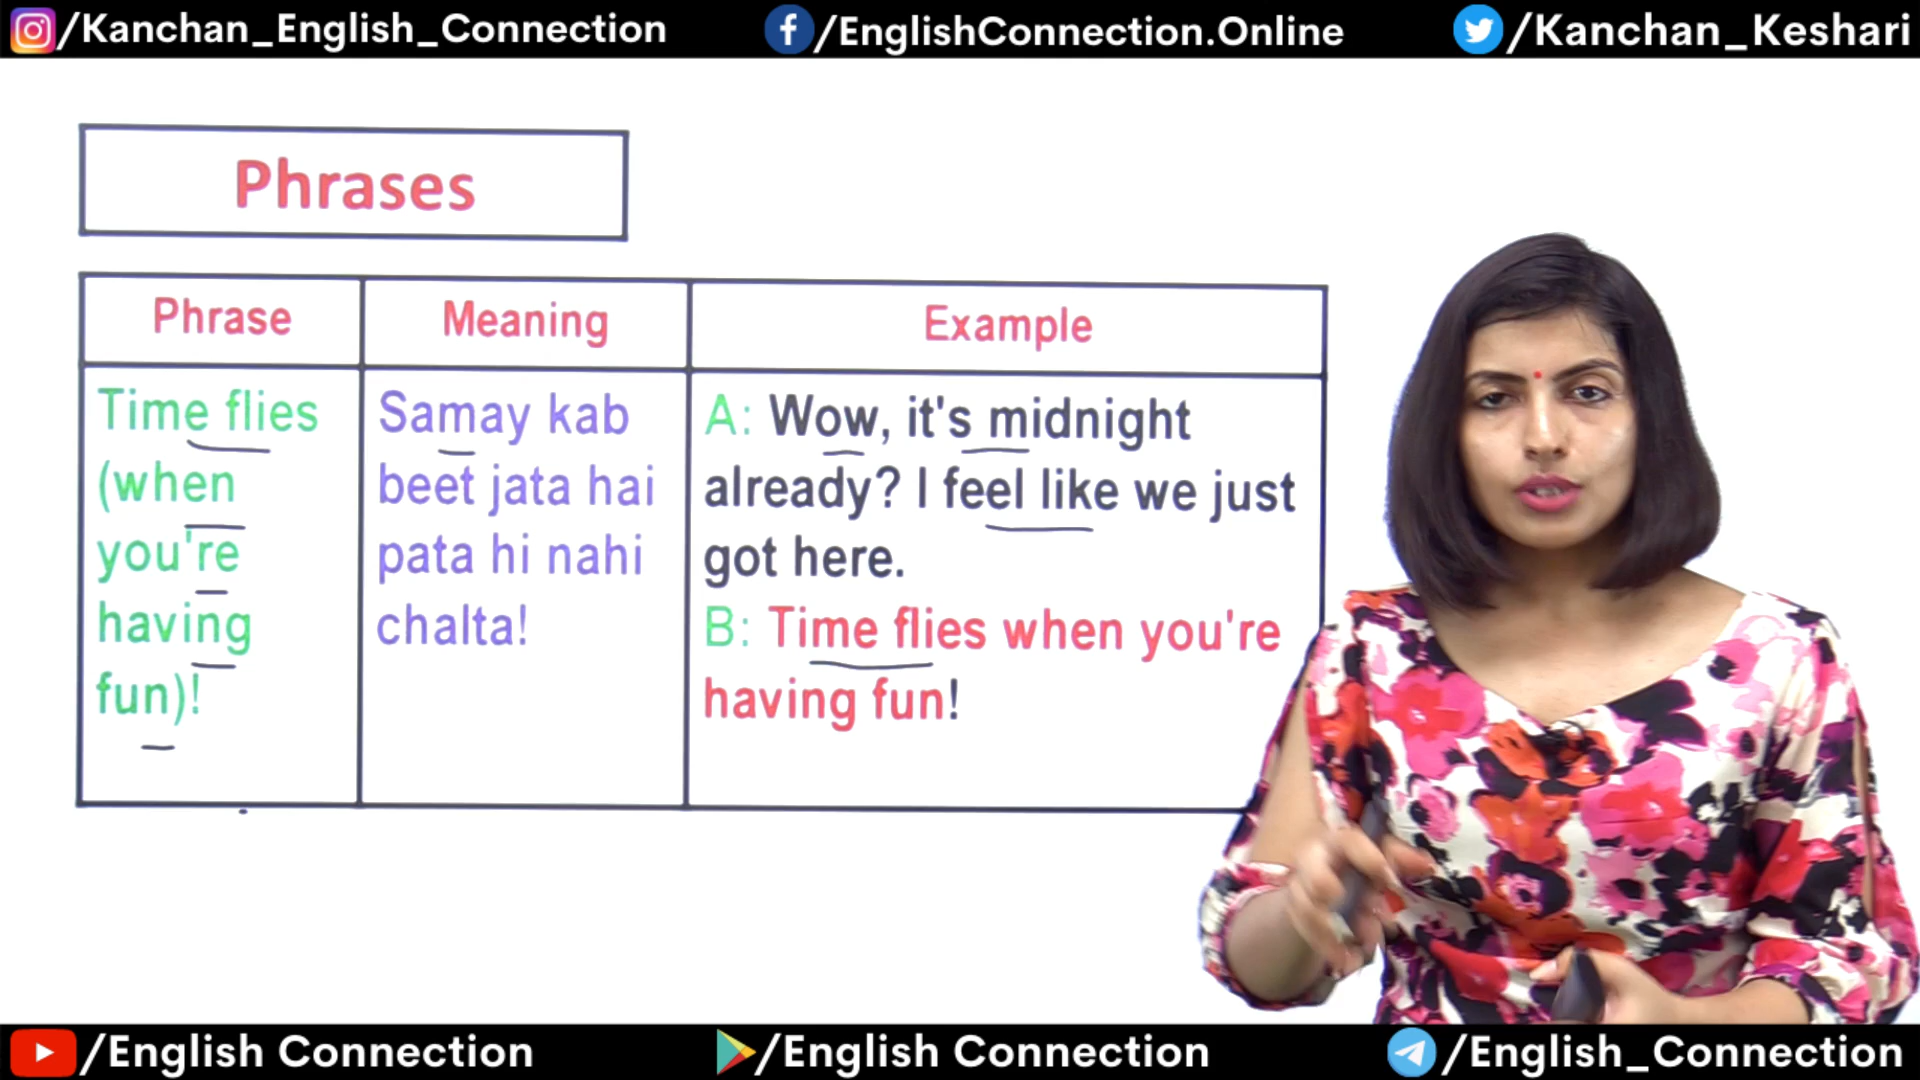 /Kanchan_English_Connection
/EnglishConnection.Online
/Kanchan_Keshari
Phrases
Phrase
Meaning
Example
Time flies
(when
you're
having
fun)!
Samay kab
beet jata hai
pata hi nahi
chalta!
A: Wow, it's midnight
already? I feel like we just
got here.
B: Time flies when you're
having fun!
/English Connection
/English Connection
/English_Connection